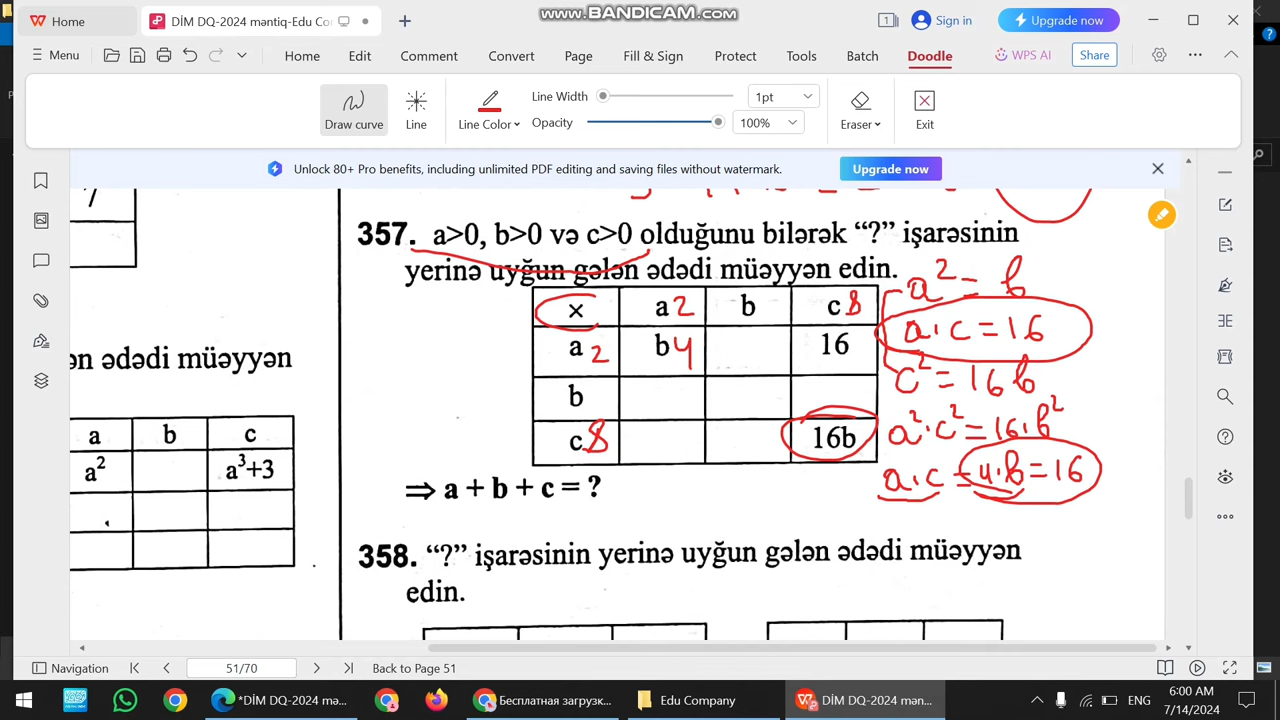 www.BANDICAM.com
Home
DİM DQ-2024 mantiq-Edu Co
Sign in
Upgrade now
Menu
Home
Edit
Comment
Convert
Page
Fill & Sign
Protect
Tools
Batch
Doodle
WPS AI
Share
Draw curve
Line
Line Color
Line Width
1pt
Opacity
100%
Eraser
Exit
Unlock 80+ Pro benefits, including unlimited PDF editing and saving files without watermark.
Upgrade now
357. a>0, b>0 və c>0 olduğunu bilərək “?” işarəsinin
yerinə uyğun gələn ədədi müəyyən edin.
× a 2 b c 8
a 2 b 4 16
b
c 8 16b
⇒ a + b + c = ?
a² = b
a·c = 16
c² = 16b
a²·c² = 16·b²
a·c = 4·b = 16
ən ədədi müəyyən
a b c
a² a³+3
358. “?” işarəsinin yerinə uyğun gələn ədədi müəyyən
edin.
Navigation
51/70
Back to Page 51
*DİM DQ-2024 mə...
Бесплатная загрузк...
Edu Company
DİM DQ-2024 mən...
ENG
6:00 AM
7/14/2024